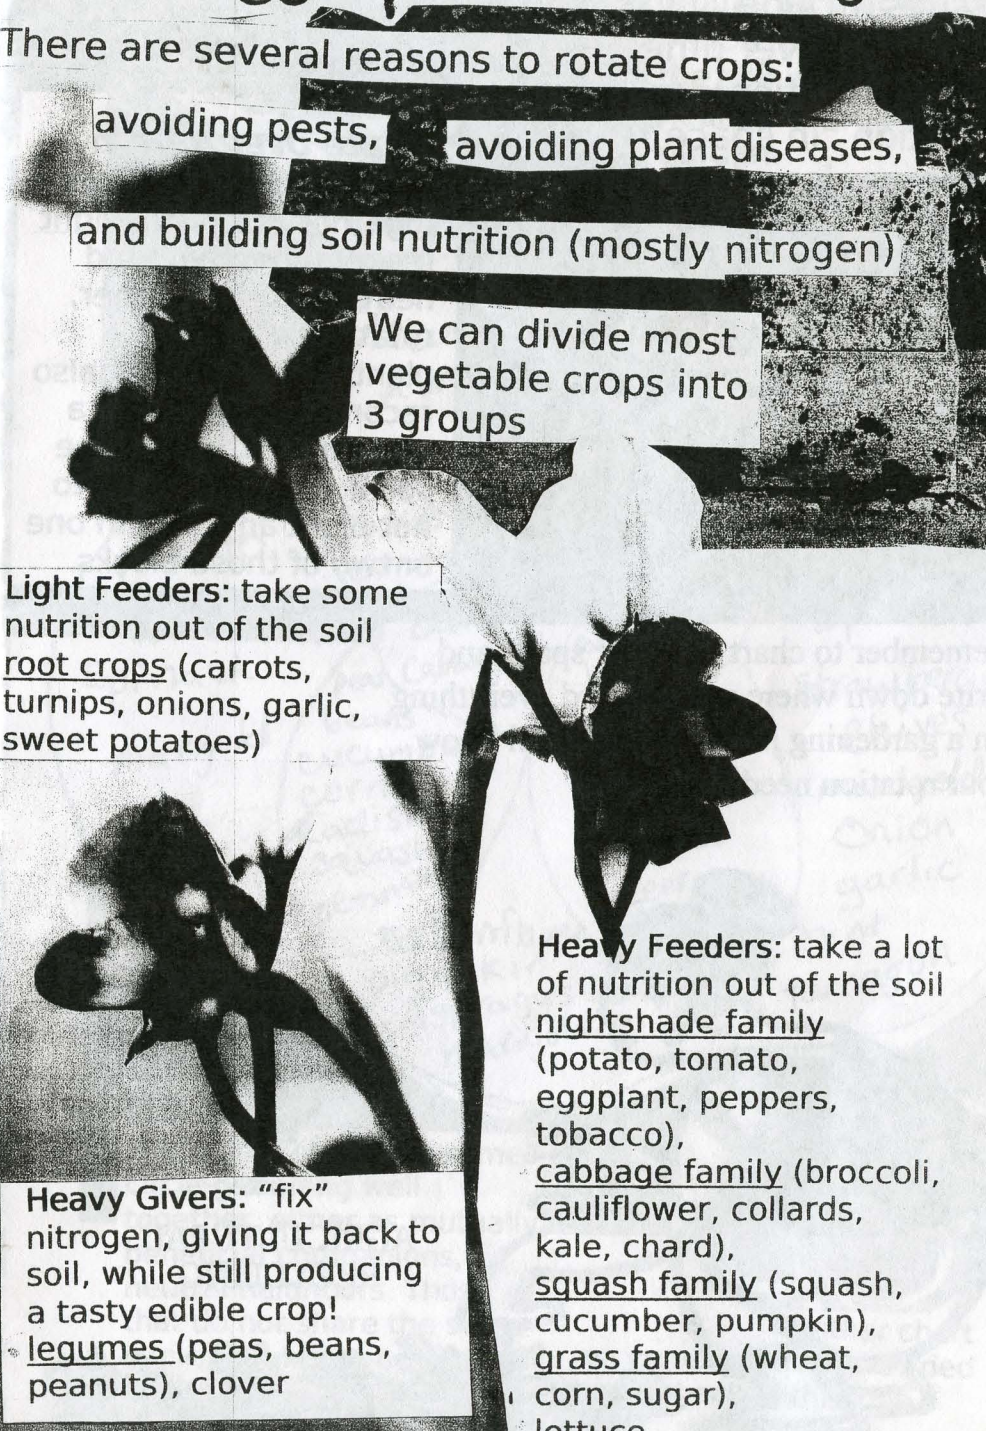 There are several reasons to rotate crops:
avoiding pests, avoiding plant diseases,
and building soil nutrition (mostly nitrogen)
We can divide most
vegetable crops into
3 groups
Light Feeders: take some
nutrition out of the soil
root crops (carrots,
turnips, onions, garlic,
sweet potatoes)
Heavy Feeders: take a lot
of nutrition out of the soil
nightshade family
(potato, tomato,
eggplant, peppers,
tobacco),
cabbage family (broccoli,
cauliflower, collards,
kale, chard),
squash family (squash,
cucumber, pumpkin),
grass family (wheat,
corn, sugar),
lettuce
Heavy Givers: “fix”
nitrogen, giving it back to
soil, while still producing
a tasty edible crop!
legumes (peas, beans,
peanuts), clover